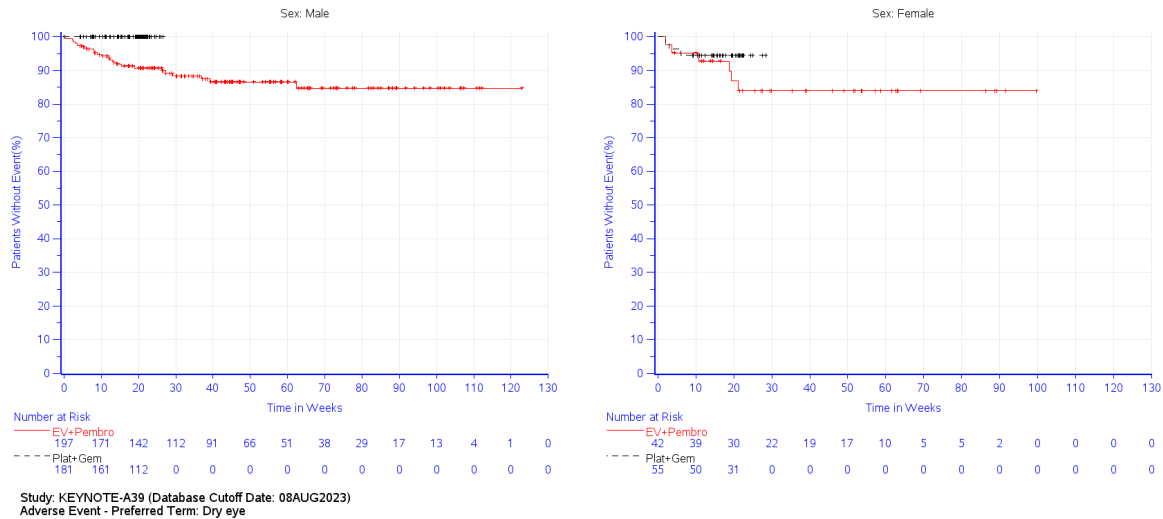 Sex: Male
Patients Without Event(%)
100
90
80
70
60
50
40
30
20
10
0
0 10 20 30 40 50 60 70 80 90 100 110 120 130
Time in Weeks
Number at Risk
EV+Pembro
197 171 142 112 91 66 51 38 29 17 13 4 1 0
Plat+Gem
181 161 112 0 0 0 0 0 0 0 0 0 0 0
Sex: Female
Patients Without Event(%)
100
90
80
70
60
50
40
30
20
10
0
0 10 20 30 40 50 60 70 80 90 100 110 120 130
Time in Weeks
Number at Risk
EV+Pembro
42 39 30 22 19 17 10 5 5 2 0 0 0 0
Plat+Gem
55 50 31 0 0 0 0 0 0 0 0 0 0 0
Study: KEYNOTE-A39 (Database Cutoff Date: 08AUG2023)
Adverse Event - Preferred Term: Dry eye